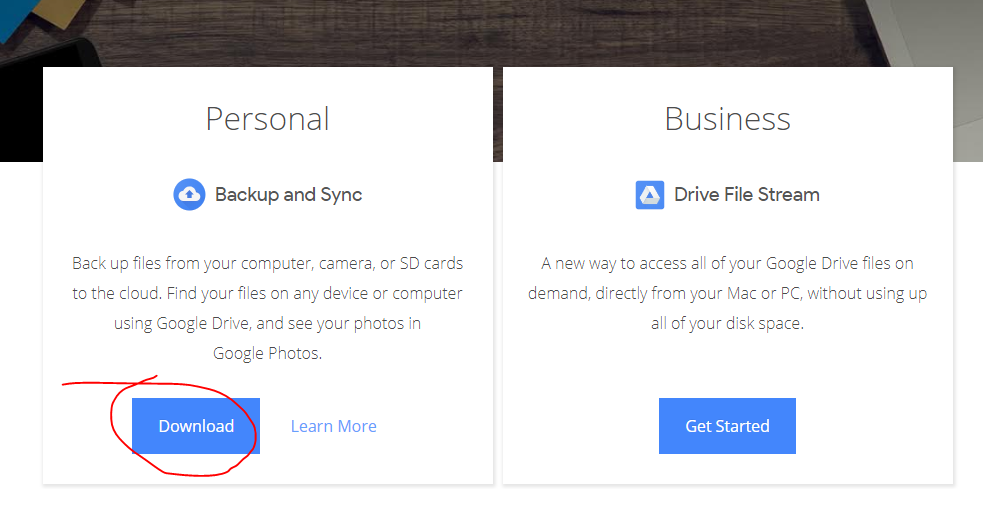 Personal
Backup and Sync
Back up files from your computer, camera, or SD cards
to the cloud. Find your files on any device or computer
using Google Drive, and see your photos in
Google Photos.
Download
Learn More
Business
Drive File Stream
A new way to access all of your Google Drive files on
demand, directly from your Mac or PC, without using up
all of your disk space.
Get Started